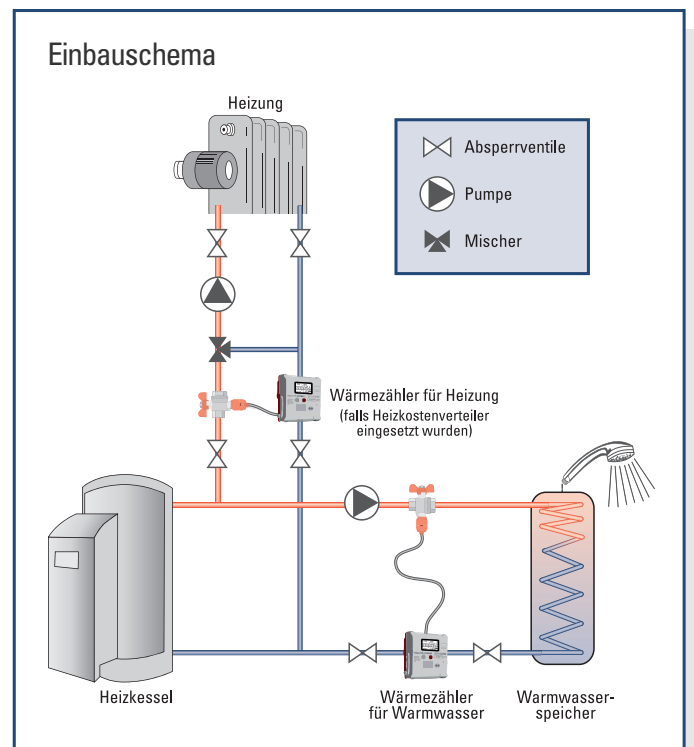 Einbauschema
Heizung
Absperrventile
Pumpe
Mischer
Wärmezähler für Heizung
(falls Heizkostenverteiler
eingesetzt wurden)
Heizkessel
Wärmezähler
für Warmwasser
Warmwasser-
speicher